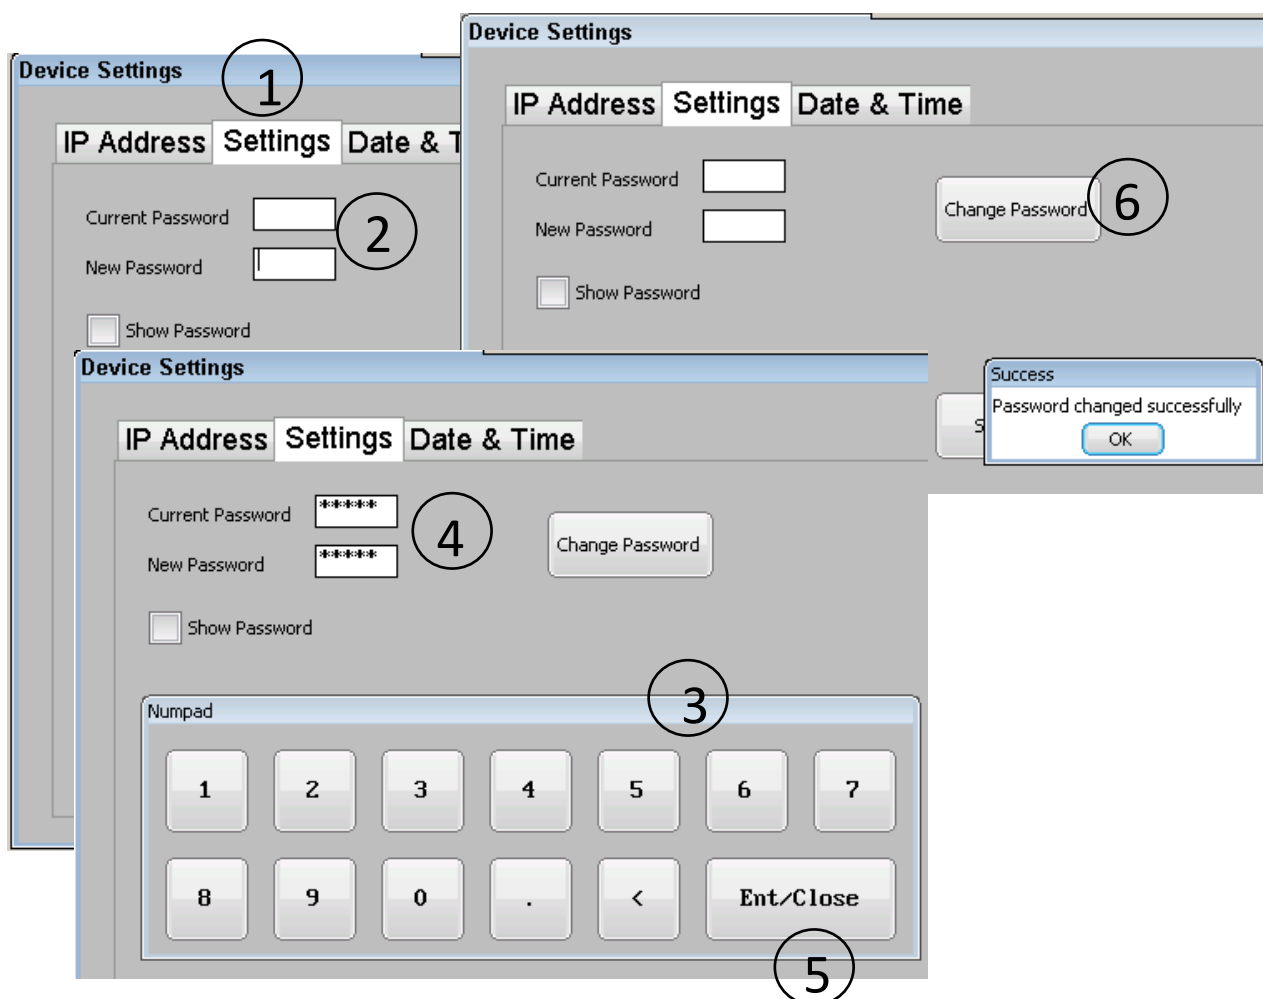 Device Settings
1
IP Address Settings Date & T
Current Password
2
New Password
Show Password
Device Settings
IP Address Settings Date & Time
Current Password
New Password
Change Password
6
Show Password
S
Success
Password changed successfully
OK
Device Settings
IP Address Settings Date & Time
Current Password *****
4
New Password *****
Change Password
Show Password
3
Numpad
1 2 3 4 5 6 7
8 9 0 . < Ent/Close
5